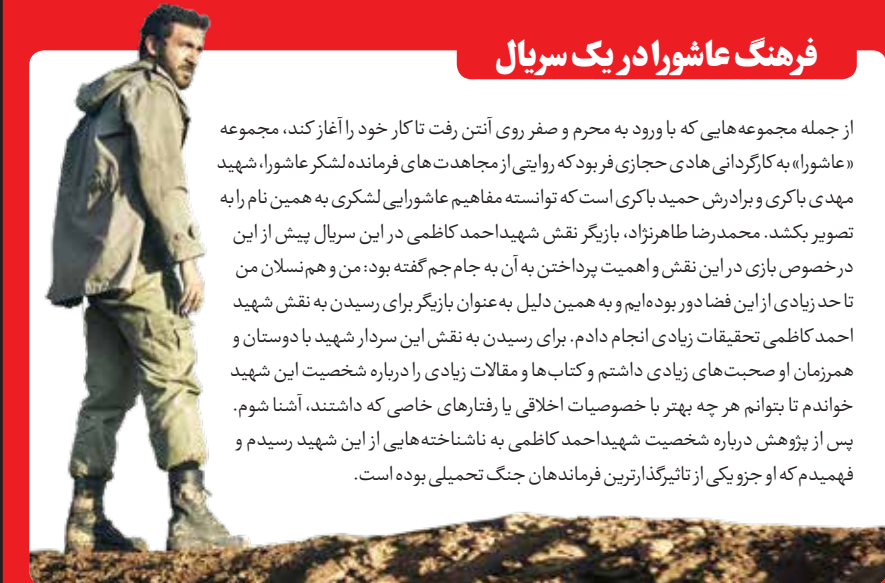 فرهنگ عاشورا در یک سریال
از جمله مجموعه‌هایی که با ورود به محرم و صفر روی آنتن رفت تا کار خود را آغاز کند، مجموعه
«عاشورا» به کارگردانی هادی حجازی‌فر بود که روایتی از مجاهدت‌های فرمانده لشکر عاشورا، شهید
مهدی باکری و برادرش حمید باکری است که توانسته مفاهیم عاشورایی لشکری به همین نام را به
تصویر بکشد. محمدرضا طاهرنژاد، بازیگر نقش شهیداحمد کاظمی در این سریال پیش از این
درخصوص بازی در این نقش و اهمیت پرداختن به آن به جام‌جم گفته بود: من و هم‌نسلان من
تا حد زیادی از این فضا دور بوده‌ایم و به همین دلیل به‌عنوان بازیگر برای رسیدن به نقش شهید
احمد کاظمی تحقیقات زیادی انجام دادم. برای رسیدن به نقش این سردار شهید با دوستان و
همرزمان او صحبت‌های زیادی داشتم و کتاب‌ها و مقالات زیادی را درباره شخصیت این شهید
خواندم تا بتوانم هر چه بهتر با خصوصیات اخلاقی یا رفتارهای خاصی که داشتند، آشنا شوم.
پس از پژوهش درباره شخصیت شهیداحمد کاظمی به ناشناخته‌هایی از این شهید رسیدم و
فهمیدم که او جزو یکی از تاثیرگذارترین فرماندهان جنگ تحمیلی بوده است.